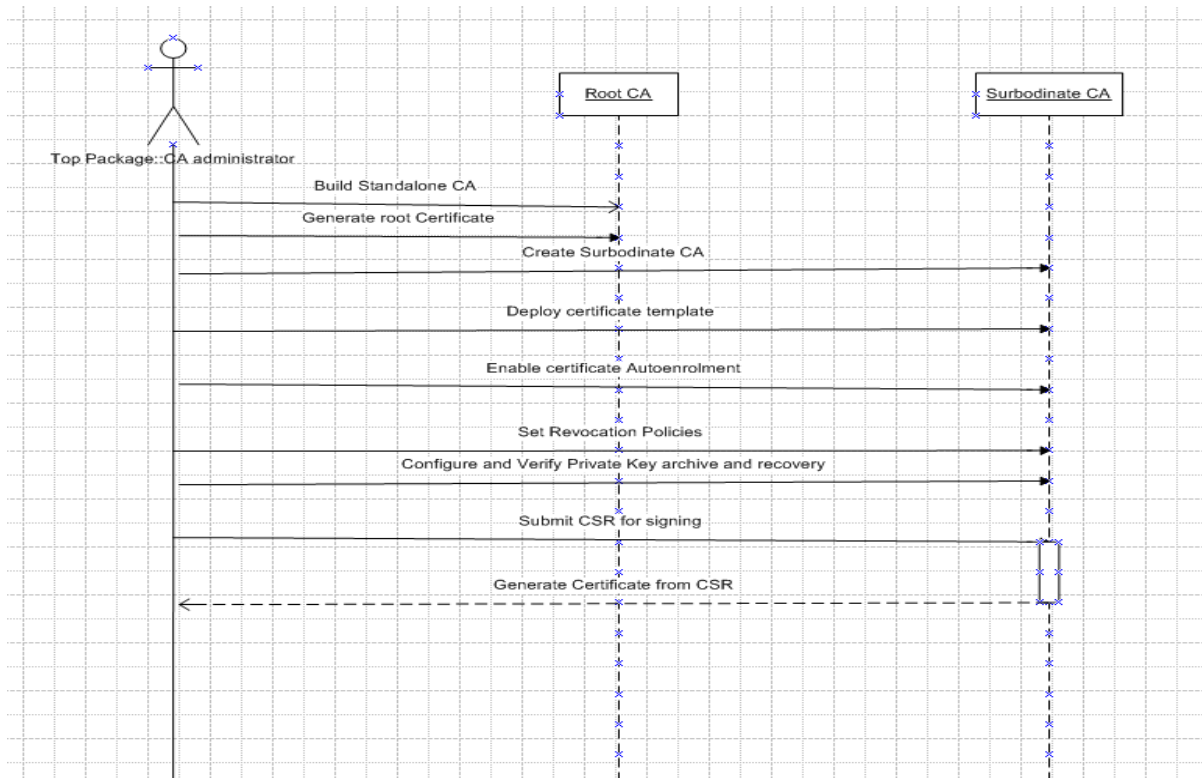 Root CA
Surbodinate CA
Top Package::CA administrator
Build Standalone CA
Generate root Certificate
Create Surbodinate CA
Deploy certificate template
Enable certificate Autoenrolment
Set Revocation Policies
Configure and Verify Private Key archive and recovery
Submit CSR for signing
Generate Certificate from CSR